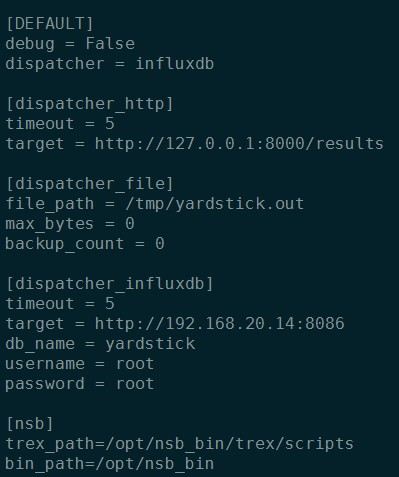 [DEFAULT]
debug = False
dispatcher = influxdb

[dispatcher_http]
timeout = 5
target = http://127.0.0.1:8000/results

[dispatcher_file]
file_path = /tmp/yardstick.out
max_bytes = 0
backup_count = 0

[dispatcher_influxdb]
timeout = 5
target = http://192.168.20.14:8086
db_name = yardstick
username = root
password = root

[nsb]
trex_path=/opt/nsb_bin/trex/scripts
bin_path=/opt/nsb_bin